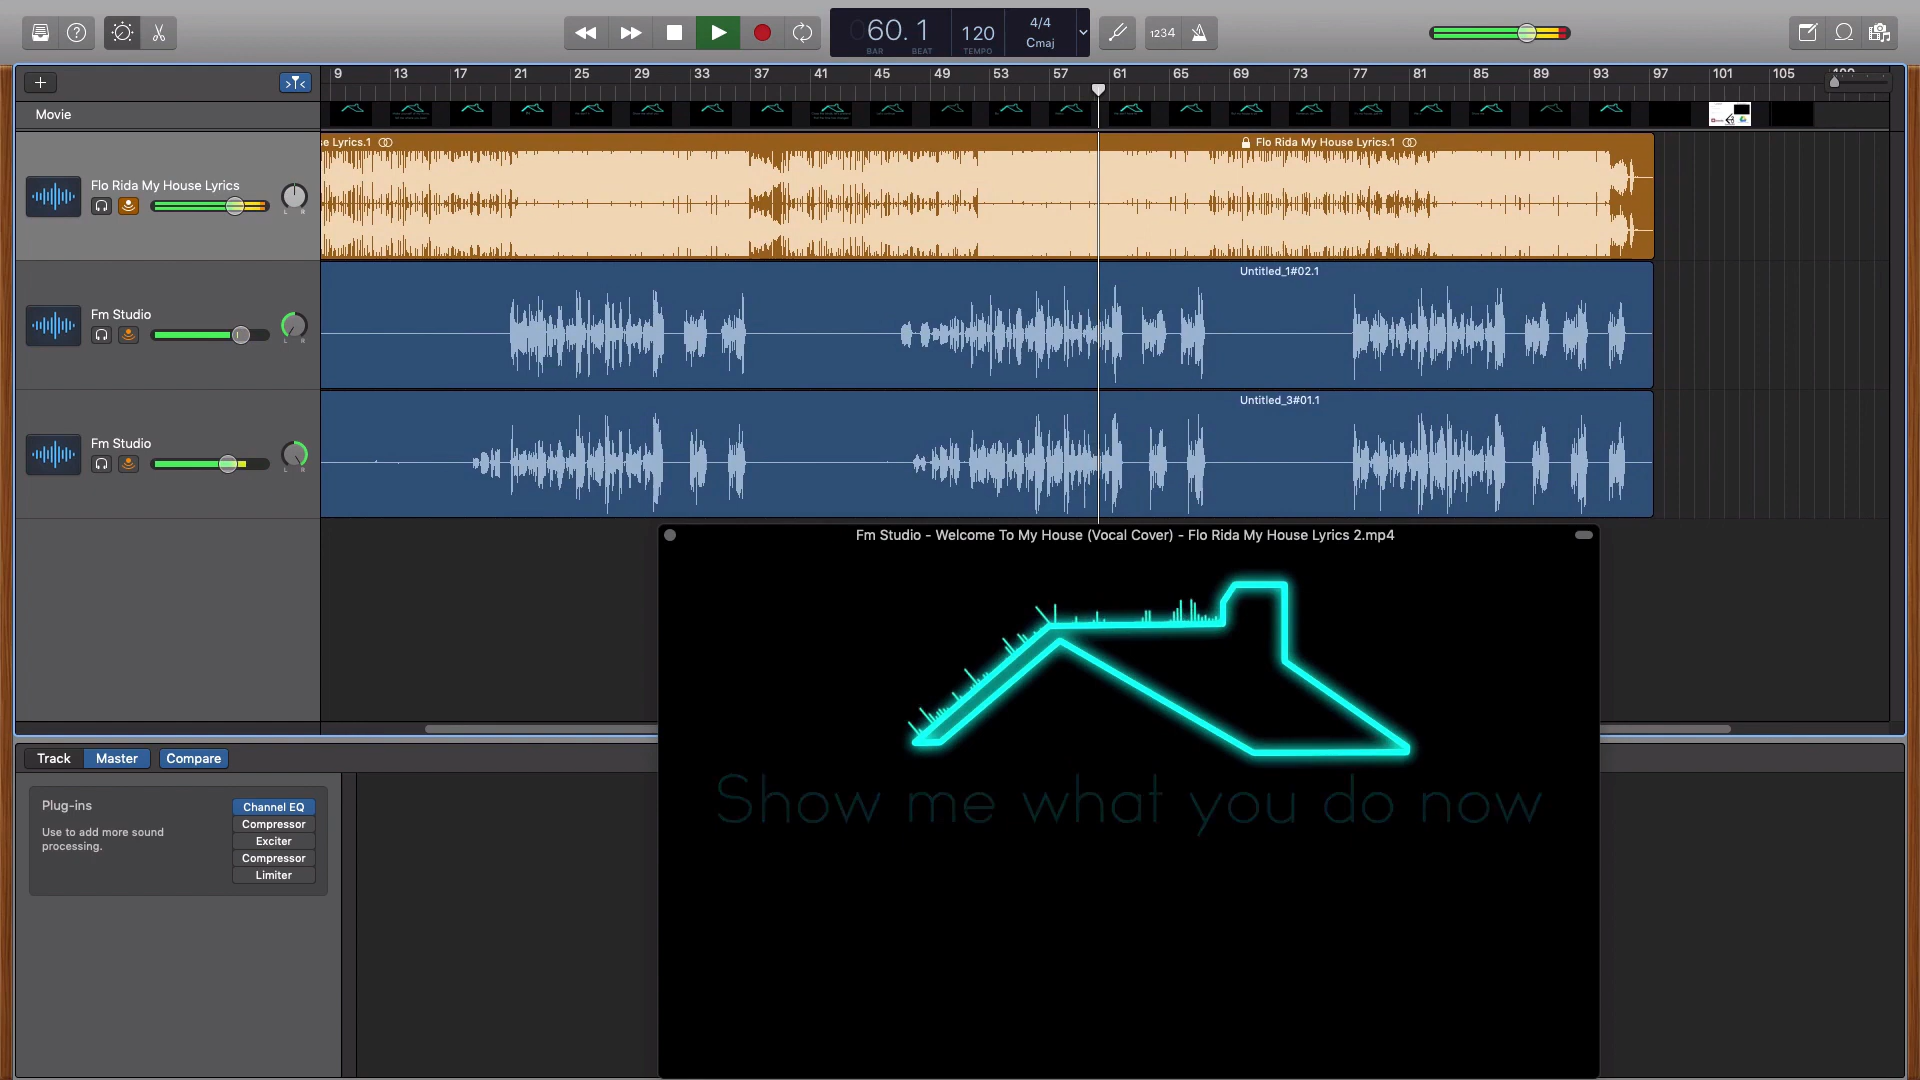 060. 1
BAR BEAT
120
TEMPO
4/4
Cmaj
1234
9 13 17 21 25 29 33 37 41 45 49 53 57 61 65 69 73 77 81 85 89 93 97 101 105 109
Movie
se Lyrics.1
Flo Rida My House Lyrics.1
Flo Rida My House Lyrics
L R
Untitled_1#02.1
Fm Studio
L R
Untitled_3#01.1
Fm Studio
L R
Fm Studio - Welcome To My House (Vocal Cover) - Flo Rida My House Lyrics 2.mp4
Show me what you do now
Track Master Compare
Plug-ins
Use to add more sound
processing.
Channel EQ
Compressor
Exciter
Compressor
Limiter